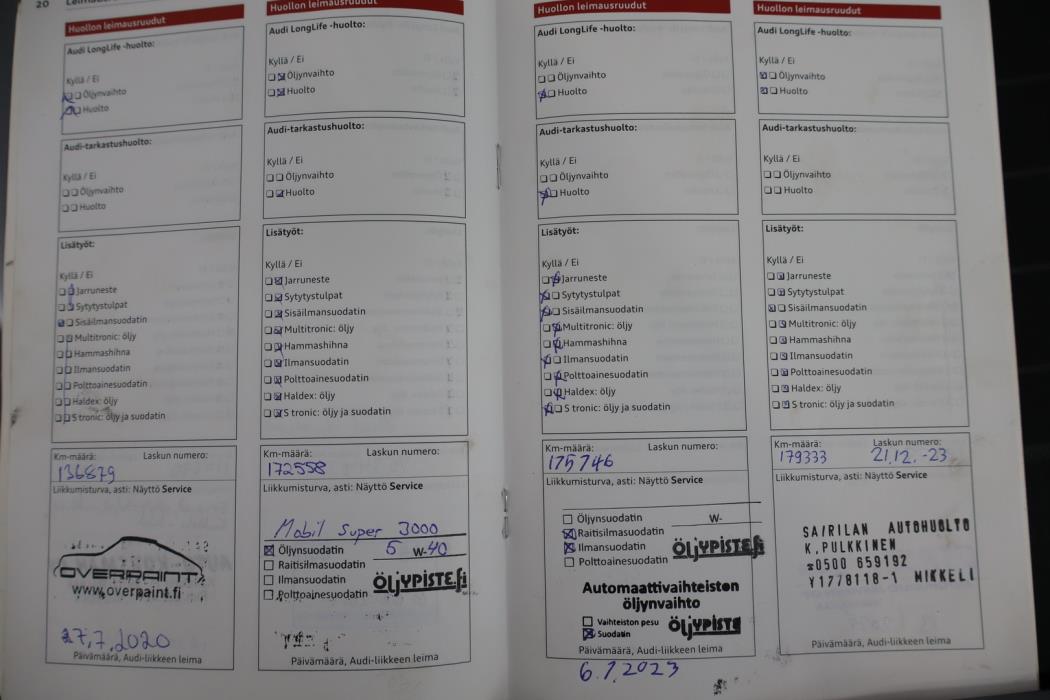 20
Huollon leimausruudut
Audi LongLife -huolto:
Kyllä / Ei
Öljynvaihto
Huolto
Audi-tarkastushuolto:
Kyllä / Ei
Öljynvaihto
Huolto
Lisätyöt:
Kyllä / Ei
Jarruneste
Sytytystulpat
Sisäilmansuodatin
Multitronic: öljy
Hammashihna
Ilmansuodatin
Polttoainesuodatin
Haldex: öljy
S tronic: öljy ja suodatin
Km-määrä: Laskun numero:
136879
Liikkumisturva, asti: Näyttö Service
OVERPAINT
www.overpaint.fi
27.7.2020
Päivämäärä, Audi-liikkeen leima
Huollon leimausruudut
Audi LongLife -huolto:
Kyllä / Ei
Öljynvaihto
Huolto
Audi-tarkastushuolto:
Kyllä / Ei
Öljynvaihto
Huolto
Lisätyöt:
Kyllä / Ei
Jarruneste
Sytytystulpat
Sisäilmansuodatin
Multitronic: öljy
Hammashihna
Ilmansuodatin
Polttoainesuodatin
Haldex: öljy
S tronic: öljy ja suodatin
Km-määrä: Laskun numero:
172558
Liikkumisturva, asti: Näyttö Service
Mobil Super 3000
Öljynsuodatin 5 W-40
Raitisilmasuodatin
Ilmansuodatin ÖLJYPISTE.fi
Polttoainesuodatin
Päivämäärä, Audi-liikkeen leima
Huollon leimausruudut
Audi LongLife -huolto:
Kyllä / Ei
Öljynvaihto
Huolto
Audi-tarkastushuolto:
Kyllä / Ei
Öljynvaihto
Huolto
Lisätyöt:
Kyllä / Ei
Jarruneste
Sytytystulpat
Sisäilmansuodatin
Multitronic: öljy
Hammashihna
Ilmansuodatin
Polttoainesuodatin
Haldex: öljy
S tronic: öljy ja suodatin
Km-määrä: Laskun numero:
175746
Liikkumisturva, asti: Näyttö Service
Öljynsuodatin W-
Raitisilmasuodatin
Ilmansuodatin ÖLJYPISTE.fi
Polttoainesuodatin
Automaattivaihteiston
öljynvaihto
Vaihteiston pesu
Suodatin ÖLJYPISTE
Päivämäärä, Audi-liikkeen leima
6.7.2023
Huollon leimausruudut
Audi LongLife -huolto:
Kyllä / Ei
Öljynvaihto
Huolto
Audi-tarkastushuolto:
Kyllä / Ei
Öljynvaihto
Huolto
Lisätyöt:
Kyllä / Ei
Jarruneste
Sytytystulpat
Sisäilmansuodatin
Multitronic: öljy
Hammashihna
Ilmansuodatin
Polttoainesuodatin
Haldex: öljy
S tronic: öljy ja suodatin
Km-määrä: Laskun numero:
179333 21.12.-23
Liikkumisturva, asti: Näyttö Service
SAIRILAN AUTOHUOLTO
K.PULKKINEN
☎0500 659192
Y1778118-1 MIKKELI
Päivämäärä, Audi-liikkeen leima